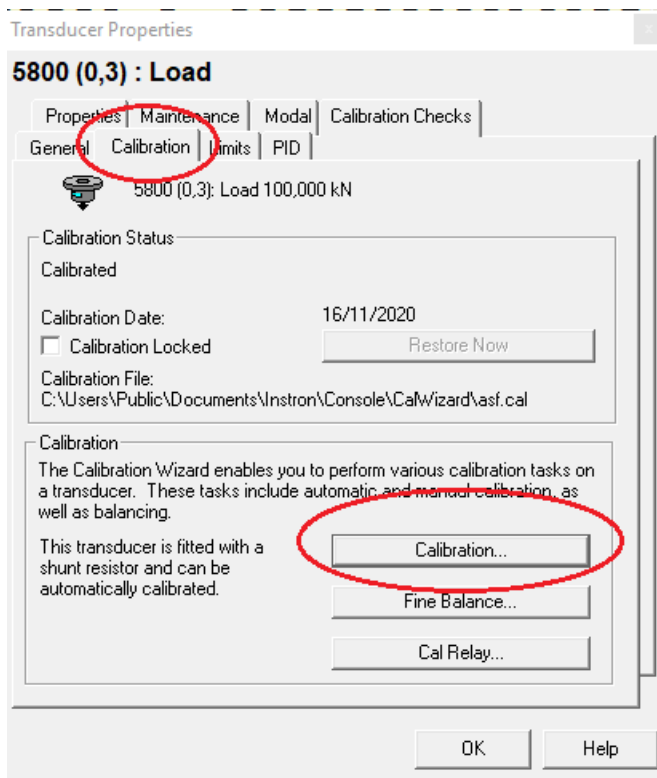 Transducer Properties
5800 (0,3) : Load
Properties Maintenance Modal Calibration Checks
General Calibration Limits PID
5800 (0,3): Load 100,000 kN
Calibration Status
Calibrated
Calibration Date: 16/11/2020
Calibration Locked Restore Now
Calibration File:
C:\Users\Public\Documents\Instron\Console\CalWizard\asf.cal
Calibration
The Calibration Wizard enables you to perform various calibration tasks on
a transducer. These tasks include automatic and manual calibration, as
well as balancing.
This transducer is fitted with a
shunt resistor and can be
automatically calibrated.
Calibration...
Fine Balance...
Cal Relay...
OK Help